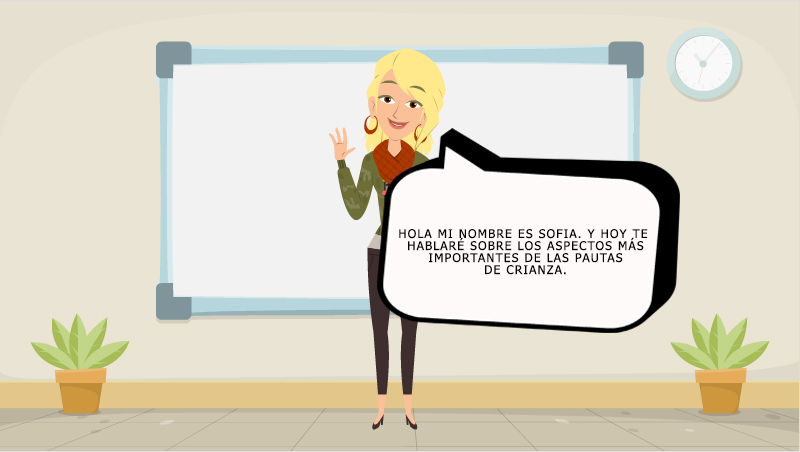 HOLA MI NOMBRE ES SOFIA. Y HOY TE
HABLARÉ SOBRE LOS ASPECTOS MÁS
IMPORTANTES DE LAS PAUTAS
DE CRIANZA.